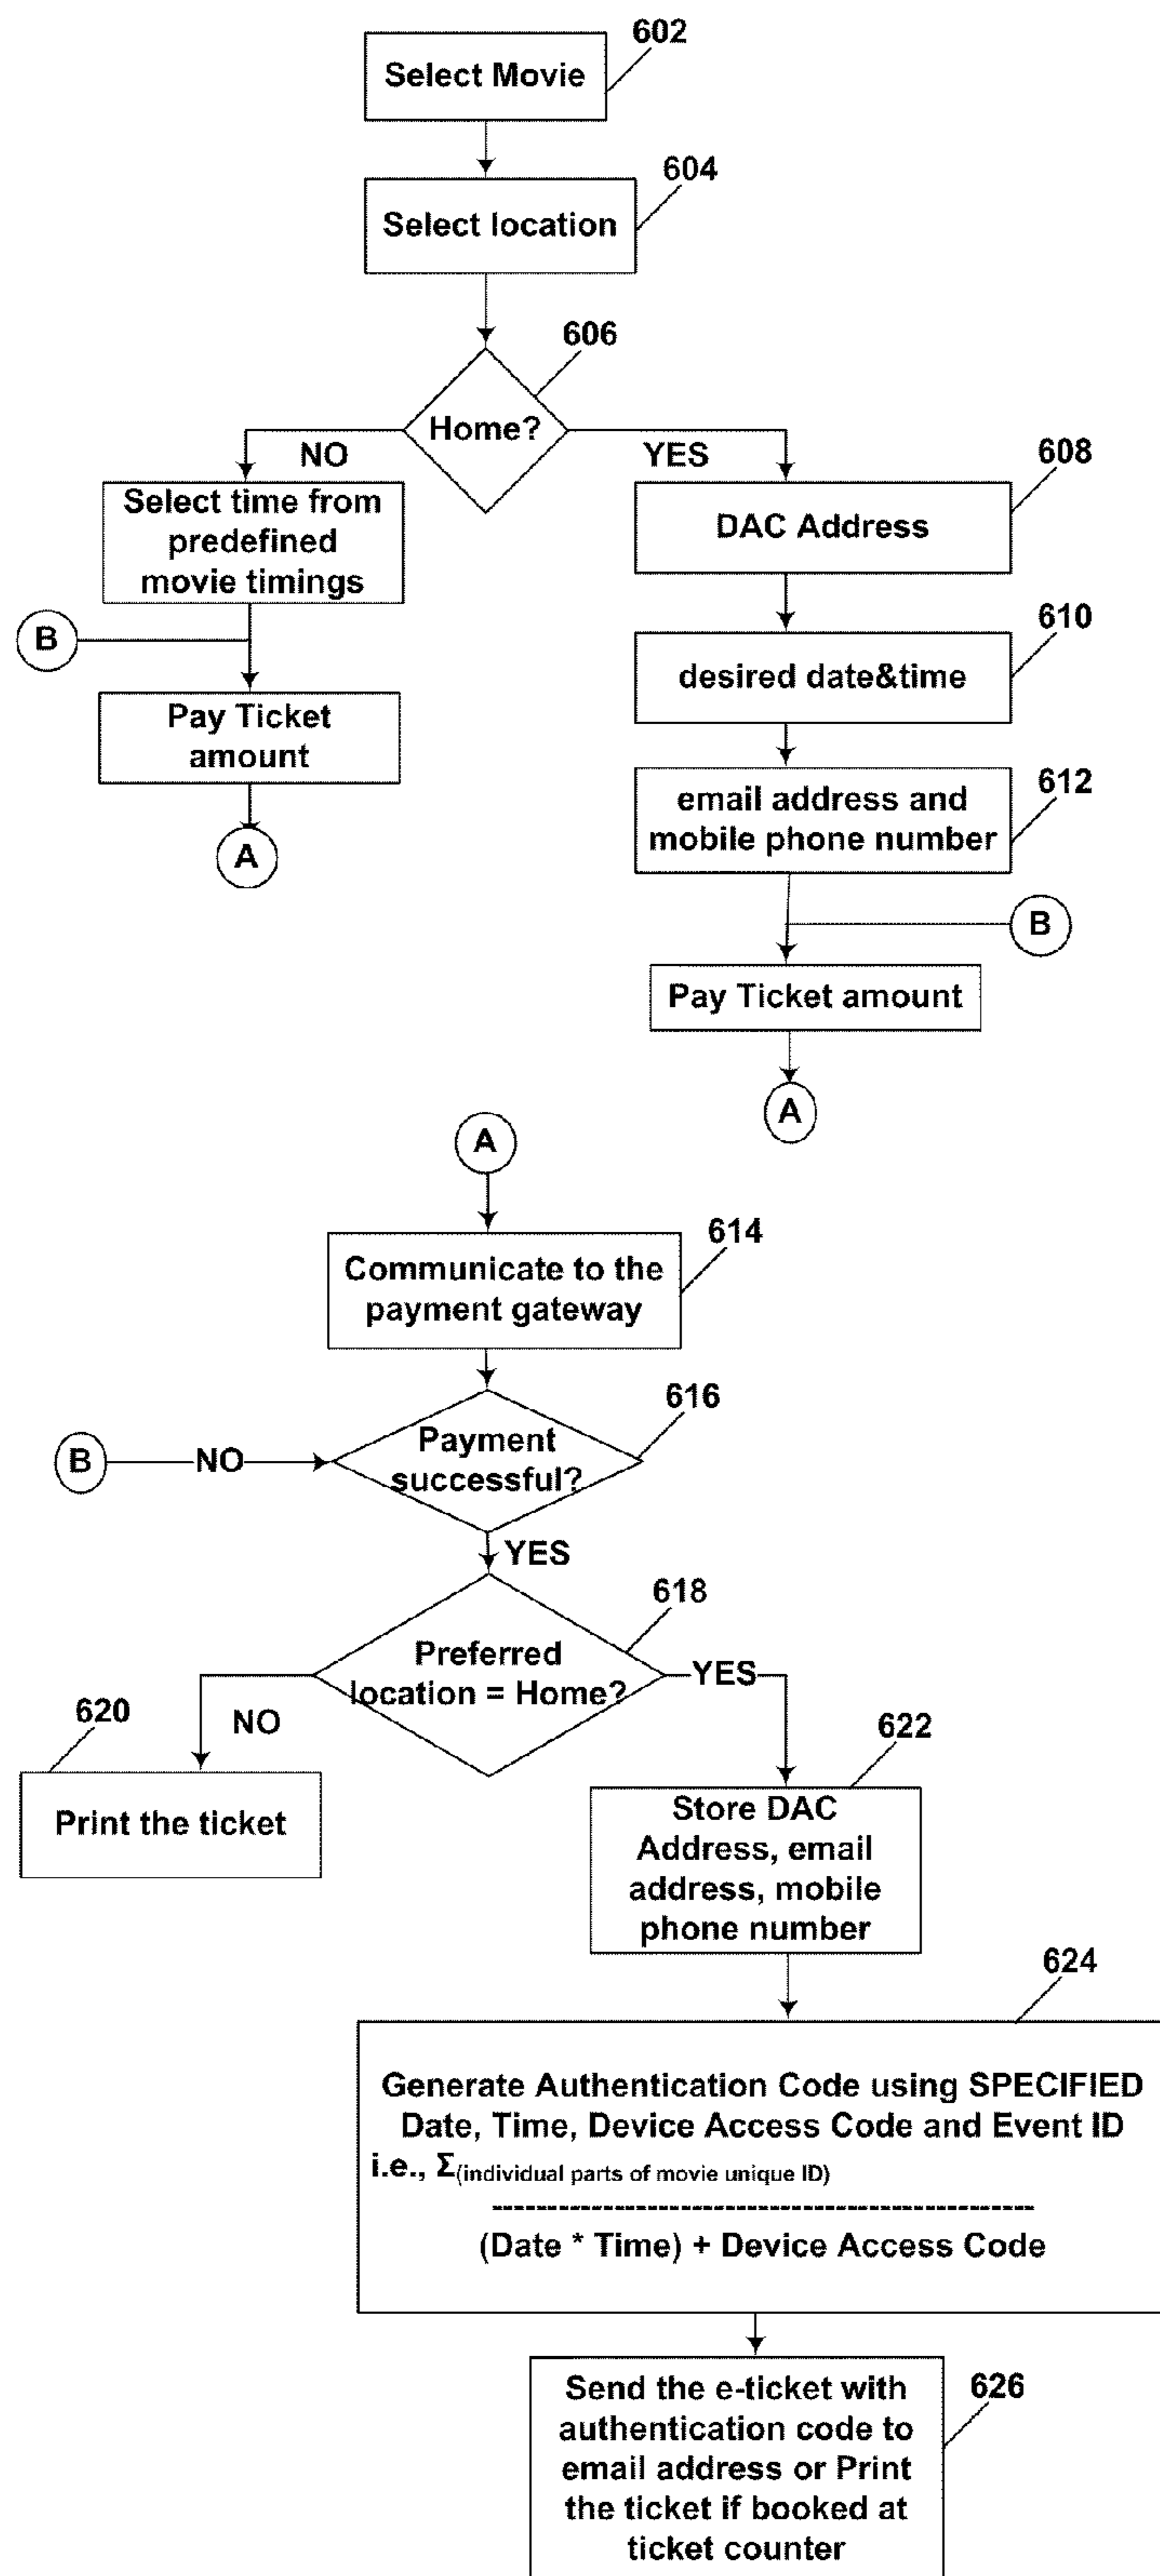 602
Select Movie
604
Select location
606
Home?
NO
YES
608
Select time from
predefined
movie timings
DAC Address
B
610
desired date&time
Pay Ticket
amount
612
email address and
mobile phone number
A
B
Pay Ticket amount
A
A
614
Communicate to the
payment gateway
616
Payment
successful?
B
NO
YES
618
Preferred
location = Home?
YES
620
NO
622
Print the ticket
Store DAC
Address, email
address, mobile
phone number
624
Generate Authentication Code using SPECIFIED
Date, Time, Device Access Code and Event ID
i.e., Σ(individual parts of movie unique ID)
--------------------------------------------------
(Date * Time) + Device Access Code
626
Send the e-ticket with
authentication code to
email address or Print
the ticket if booked at
ticket counter